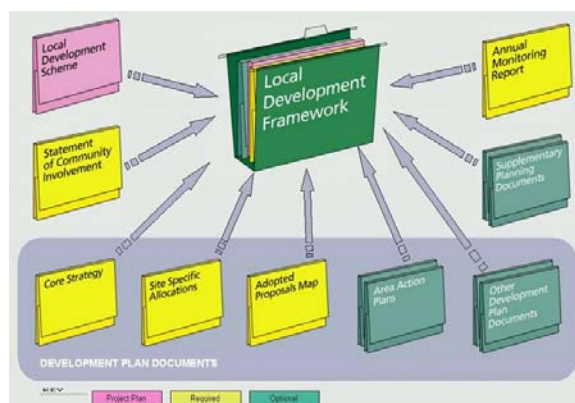 Local
Development
Scheme
Local
Development
Framework
Annual
Monitoring
Report
Statement
of Community
Involvement
Supplementary
Planning
Documents
Core Strategy
Site Specific
Allocations
Adopted
Proposals Map
Area Action
Plans
Other
Development
Plan
Documents
DEVELOPMENT PLAN DOCUMENTS
KEY
Project Plan
Required
Optional